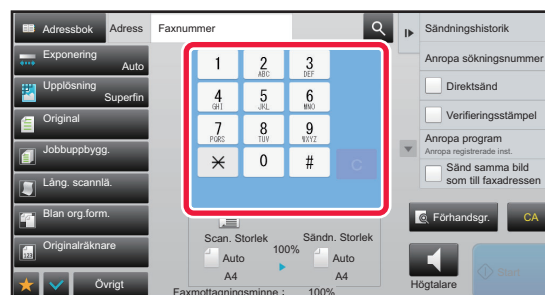 Adressbok
Adress
Faxnummer
Sändningshistorik
Exponering
Auto
Upplösning
Superfin
Original
Jobbuppbygg.
Lång. scannlä.
Blan org.form.
Originalräknare
Övrigt
1 2 3
ABC DEF
4 5 6
GHI JKL MNO
7 8 9
PQRS TUV WXYZ
0 #
C
Scan. Storlek
100%
Sändn. Storlek
Auto
A4
Auto
A4
Faxmottagningsminne : 100%
Anropa sökningsnummer
Direktsänd
Verifieringsstämpel
Anropa program
Anropa registrerade inst.
Sänd samma bild
som till faxadressen
Förhandsgr.
CA
Högtalare
Start